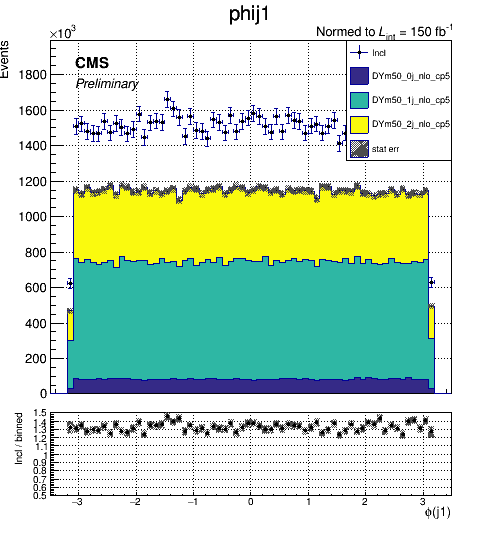 phij1
Normed to L_int = 150 fb⁻¹
×10³
Events
CMS
Preliminary
Incl
DYm50_0j_nlo_cp5
DYm50_1j_nlo_cp5
DYm50_2j_nlo_cp5
stat err
1800
1600
1400
1200
1000
800
600
400
200
0
Incl / binned
1.5
1.4
1.3
1.2
1.1
1
0.9
0.8
0.7
0.6
0.5
−3 −2 −1 0 1 2 3
ϕ(j1)